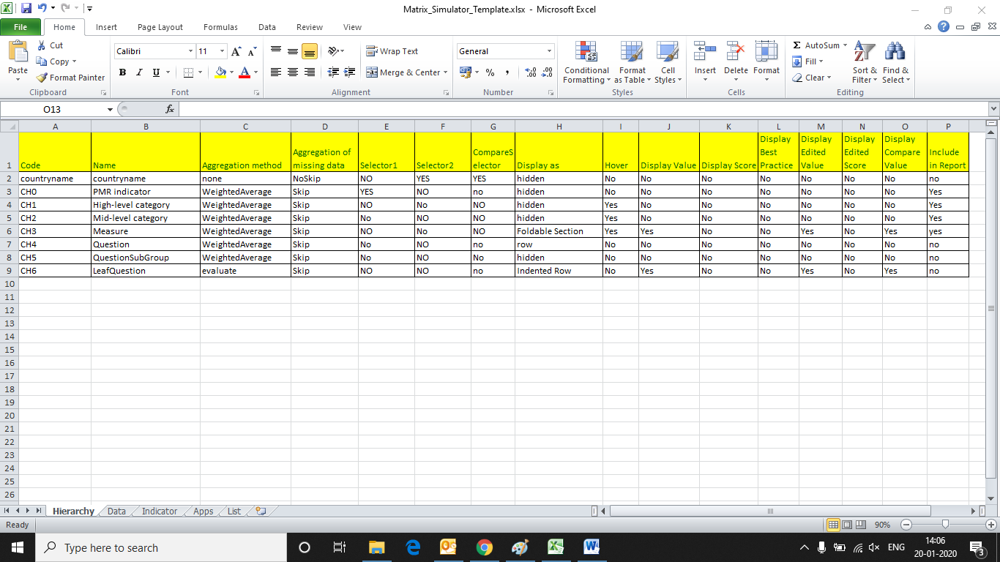 Matrix_Simulator_Template.xlsx - Microsoft Excel
File Home Insert Page Layout Formulas Data Review View
Paste
Cut
Copy
Format Painter
Clipboard
Calibri 11
B I U
Font
Wrap Text
Merge & Center
Alignment
General
% ,
Number
Conditional Formatting
Format as Table
Cell Styles
Styles
Insert Delete Format
Cells
AutoSum
Fill
Clear
Sort & Filter
Find & Select
Editing
O13 fx
A B C D E F G H I J K L M N O P
1 Code Name Aggregation method Aggregation of missing data Selector1 Selector2 CompareSelector Display as Hover Display Value Display Score Display Best Practice Display Edited Value Display Edited Score Display Compare Value Include in Report
2 countryname countryname none NoSkip NO YES YES hidden No No No No No No No no
3 CH0 PMR indicator WeightedAverage Skip YES NO no hidden No No No No No No No Yes
4 CH1 High-level category WeightedAverage Skip NO No NO hidden Yes No No No No No No Yes
5 CH2 Mid-level category WeightedAverage Skip No NO NO hidden Yes No No No No No No Yes
6 CH3 Measure WeightedAverage Skip NO No NO Foldable Section Yes Yes No No Yes No Yes yes
7 CH4 Question WeightedAverage Skip No NO no row No No No No No No No no
8 CH5 QuestionSubGroup WeightedAverage Skip No NO No hidden No No No No No No No no
9 CH6 LeafQuestion evaluate Skip NO NO no Indented Row No Yes No No Yes No Yes no
10
11
12
13
14
15
16
17
18
19
20
21
22
23
24
25
26
Hierarchy Data Indicator Apps List
Ready 90%
Type here to search
ENG
14:06
20-01-2020
3